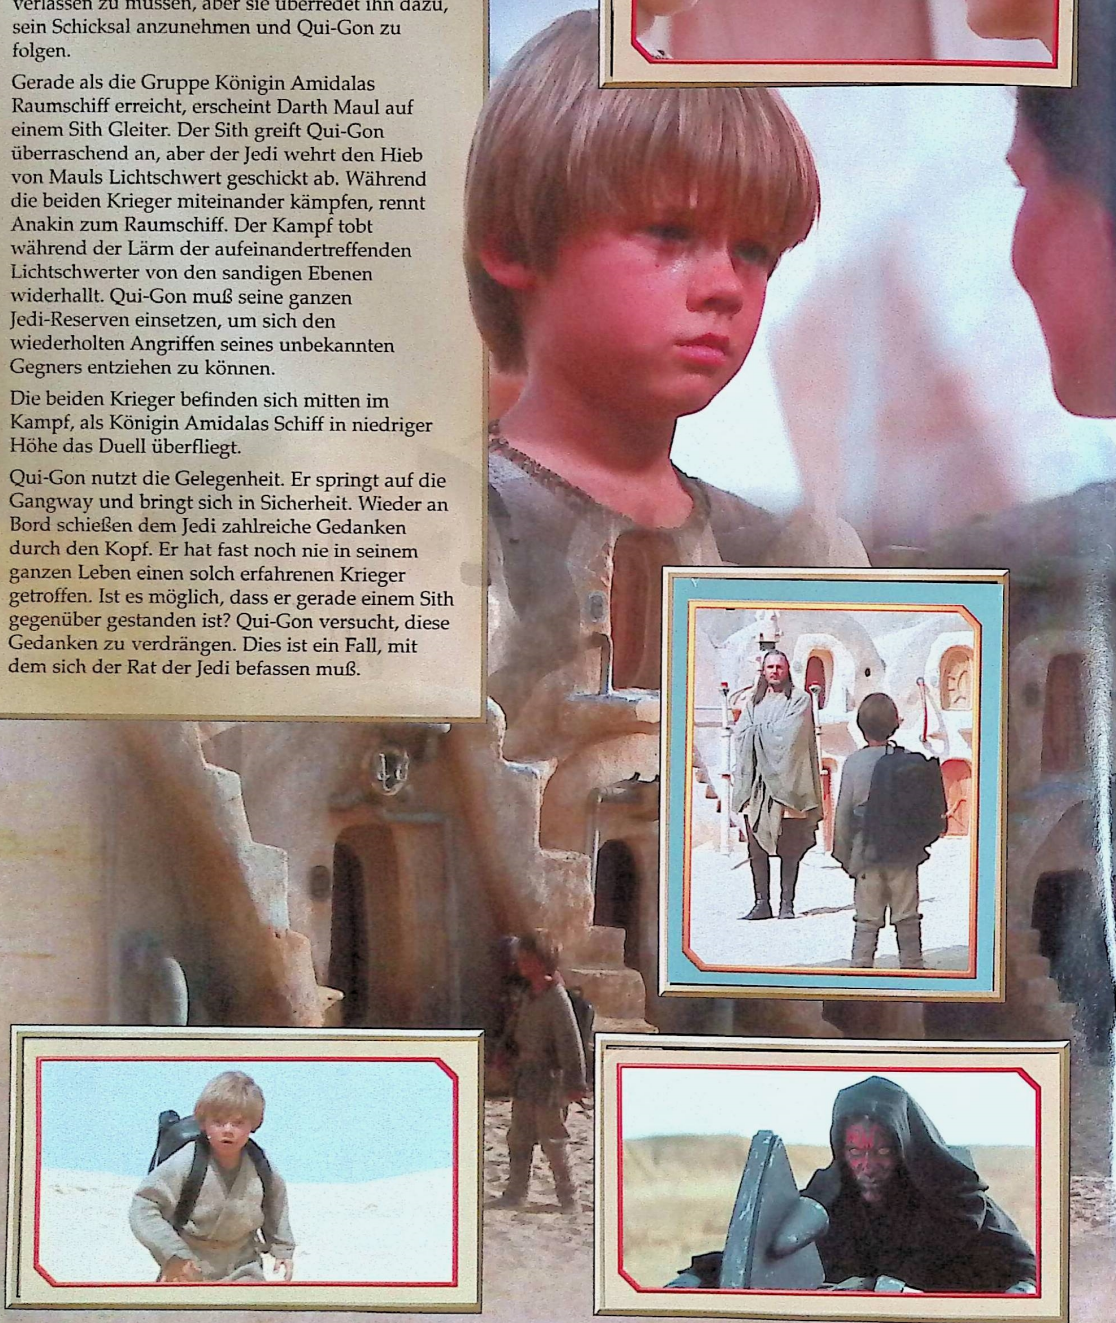 verlassen zu müssen, aber sie überredet ihn dazu,
sein Schicksal anzunehmen und Qui-Gon zu
folgen.
Gerade als die Gruppe Königin Amidalas
Raumschiff erreicht, erscheint Darth Maul auf
einem Sith Gleiter. Der Sith greift Qui-Gon
überraschend an, aber der Jedi wehrt den Hieb
von Mauls Lichtschwert geschickt ab. Während
die beiden Krieger miteinander kämpfen, rennt
Anakin zum Raumschiff. Der Kampf tobt
während der Lärm der aufeinandertreffenden
Lichtschwerter von den sandigen Ebenen
widerhallt. Qui-Gon muß seine ganzen
Jedi-Reserven einsetzen, um sich den
wiederholten Angriffen seines unbekannten
Gegners entziehen zu können.
Die beiden Krieger befinden sich mitten im
Kampf, als Königin Amidalas Schiff in niedriger
Höhe das Duell überfliegt.
Qui-Gon nutzt die Gelegenheit. Er springt auf die
Gangway und bringt sich in Sicherheit. Wieder an
Bord schießen dem Jedi zahlreiche Gedanken
durch den Kopf. Er hat fast noch nie in seinem
ganzen Leben einen solch erfahrenen Krieger
getroffen. Ist es möglich, dass er gerade einem Sith
gegenüber gestanden ist? Qui-Gon versucht, diese
Gedanken zu verdrängen. Dies ist ein Fall, mit
dem sich der Rat der Jedi befassen muß.